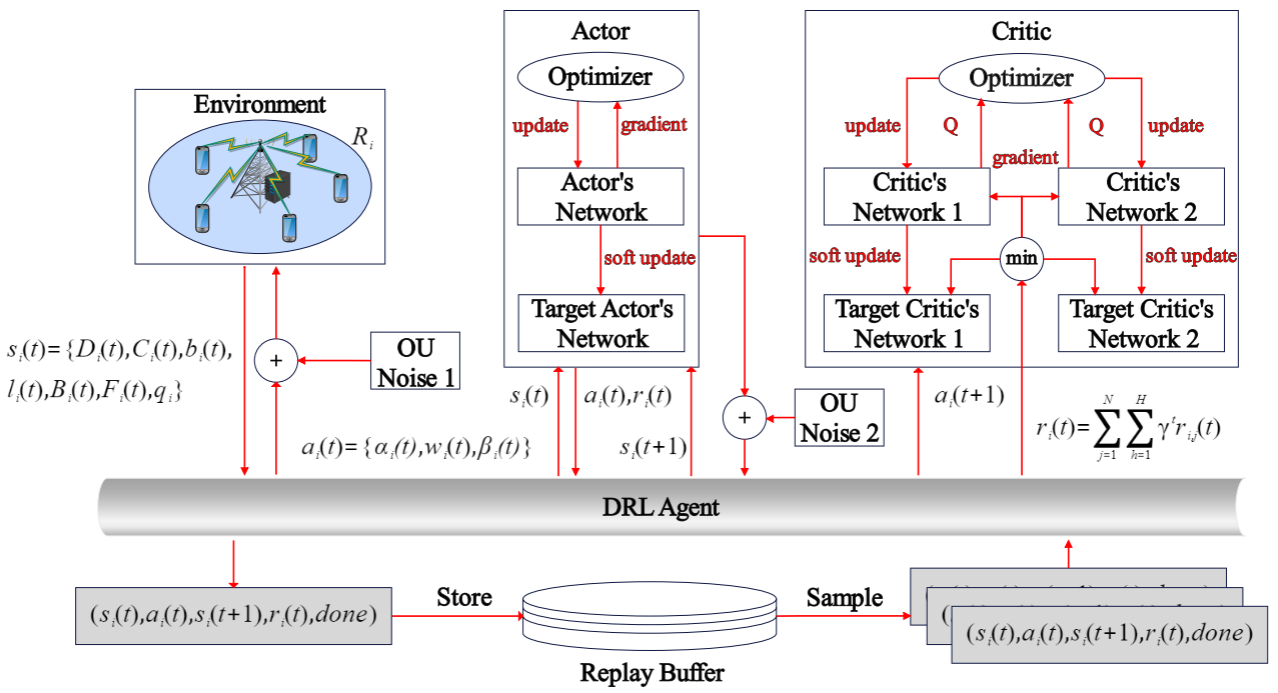 Environment
R_i
Actor
Optimizer
update
gradient
Actor's
Network
soft update
Target Actor's
Network
Critic
Optimizer
update
Q
Q
update
gradient
Critic's
Network 1
Critic's
Network 2
soft update
min
soft update
Target Critic's
Network 1
Target Critic's
Network 2
s_i(t)={D_i(t),C_i(t),b_i(t),
l_i(t),B_i(t),F_i(t),q_i}
+
OU
Noise 1
a_i(t)={α_i(t),w_i(t),β_i(t)}
s_i(t)
a_i(t),r_i(t)
s_i(t+1)
+
OU
Noise 2
a_i(t+1)
r_i(t)=∑_{j=1}^{N}∑_{h=1}^{H}γ^t r_{i,j}(t)
DRL Agent
(s_i(t),a_i(t),s_i(t+1),r_i(t),done)
Store
Replay Buffer
Sample
(s_i(t),a_i(t),s_i(t+1),r_i(t),done)